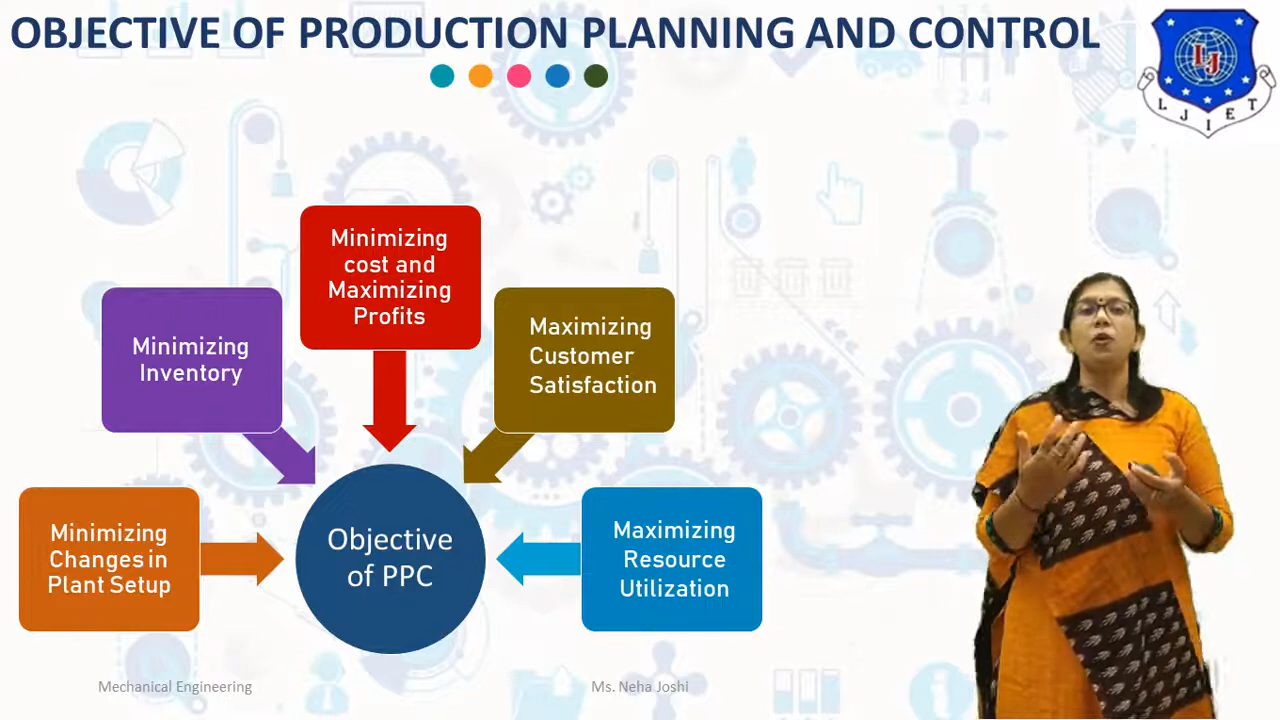 OBJECTIVE OF PRODUCTION PLANNING AND CONTROL
LJ
L J I E T
Minimizing
cost and
Maximizing
Profits
Minimizing
Inventory
Maximizing
Customer
Satisfaction
Minimizing
Changes in
Plant Setup
Objective
of PPC
Maximizing
Resource
Utilization
Mechanical Engineering
Ms. Neha Joshi